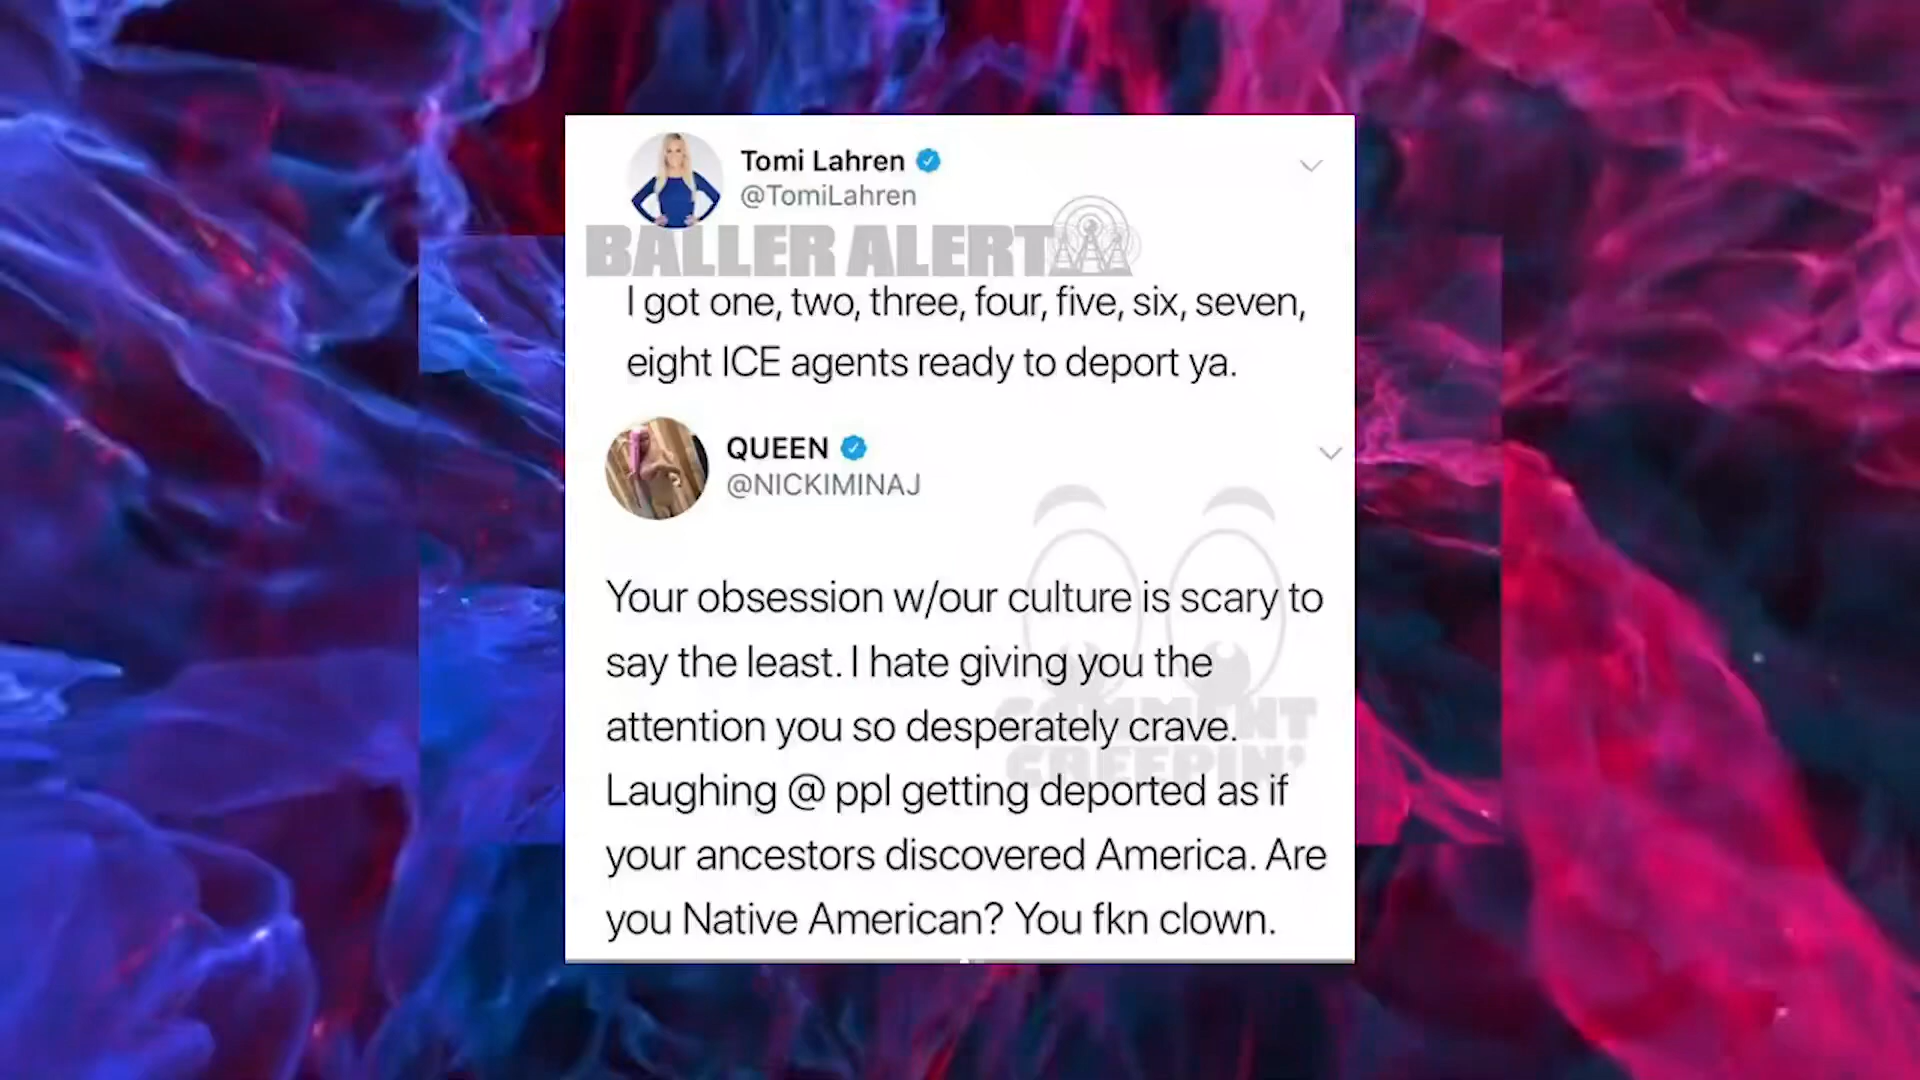 Tomi Lahren
@TomiLahren
BALLER ALERT
I got one, two, three, four, five, six, seven,
eight ICE agents ready to deport ya.
QUEEN
@NICKIMINAJ
Your obsession w/our culture is scary to
say the least. I hate giving you the
attention you so desperately crave.
COMMENT
CREEPIN'
Laughing @ ppl getting deported as if
your ancestors discovered America. Are
you Native American? You fkn clown.